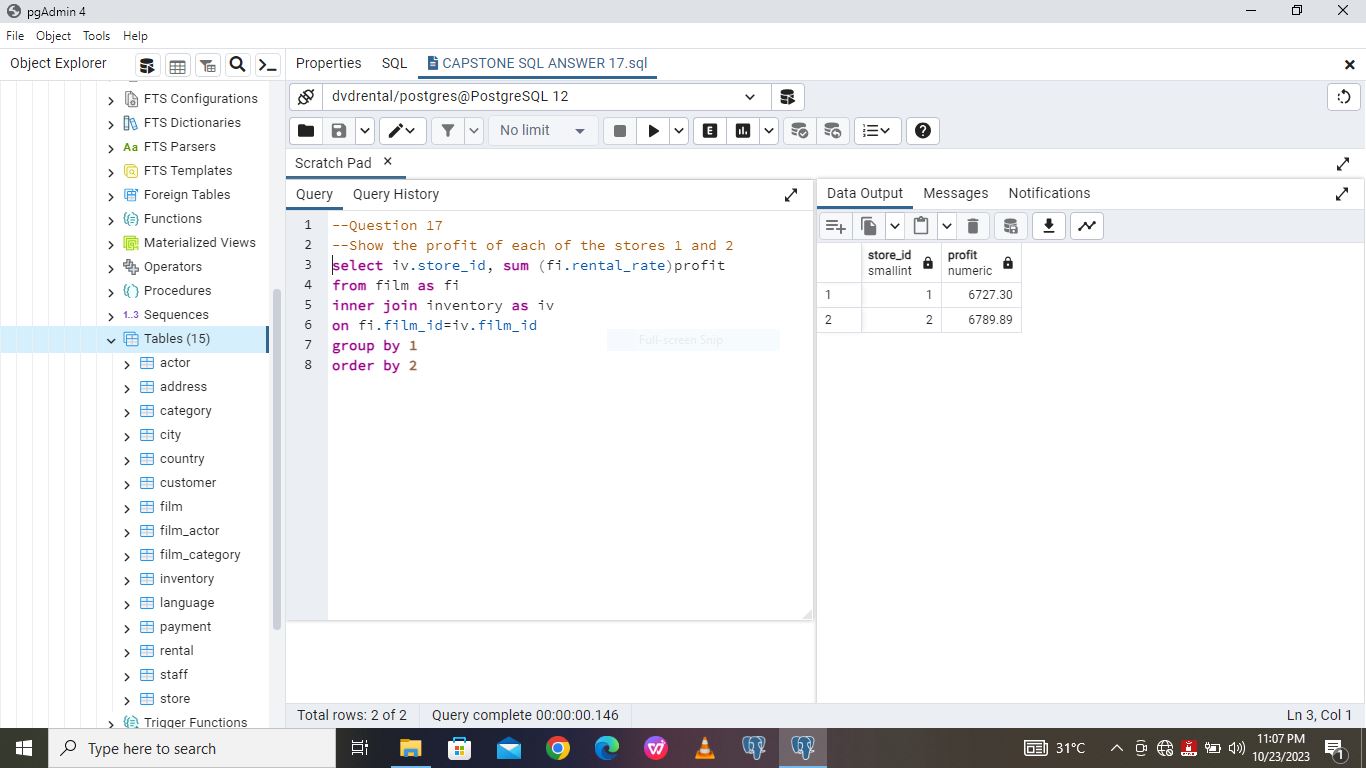 pgAdmin 4
File Object Tools Help
Object Explorer
Properties SQL CAPSTONE SQL ANSWER 17.sql
dvdrental/postgres@PostgreSQL 12
No limit
E
Scratch Pad
Query Query History
1 --Question 17
2 --Show the profit of each of the stores 1 and 2
3 select iv.store_id, sum (fi.rental_rate)profit
4 from film as fi
5 inner join inventory as iv
6 on fi.film_id=iv.film_id
7 group by 1
8 order by 2
Full-screen Snip
Data Output Messages Notifications
store_id profit
smallint numeric
1 1 6727.30
2 2 6789.89
FTS Configurations
FTS Dictionaries
Aa FTS Parsers
FTS Templates
Foreign Tables
Functions
Materialized Views
Operators
Procedures
1..3 Sequences
Tables (15)
actor
address
category
city
country
customer
film
film_actor
film_category
inventory
language
payment
rental
staff
store
Trigger Functions
Total rows: 2 of 2 Query complete 00:00:00.146 Ln 3, Col 1
Type here to search
31°C
11:07 PM
10/23/2023
1